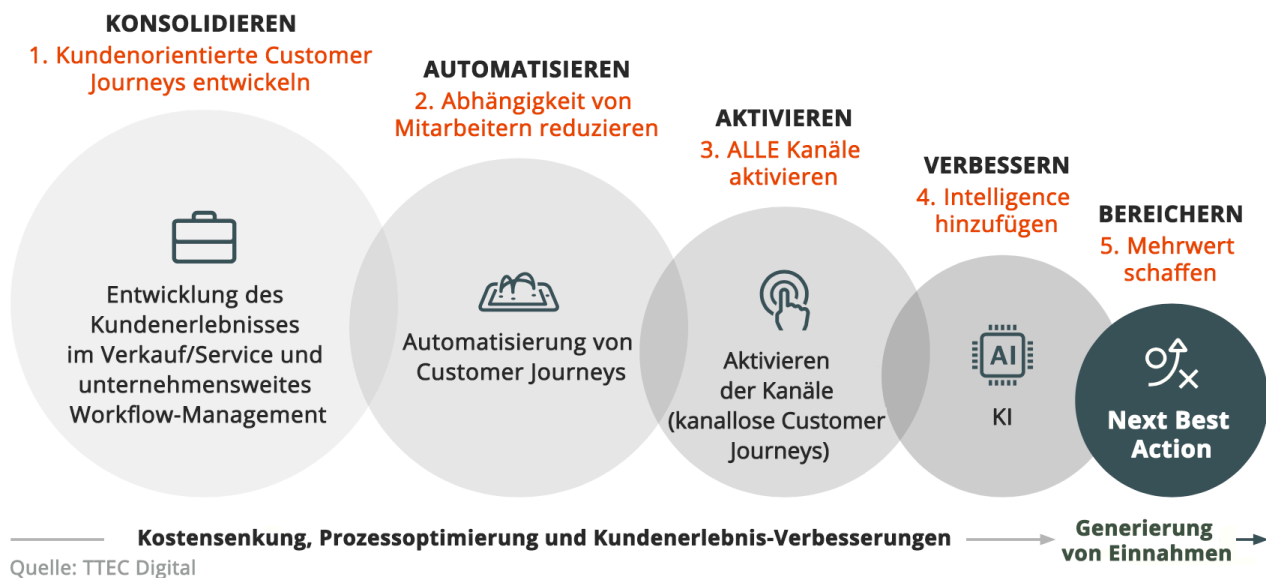 KONSOLIDIEREN
1. Kundenorientierte Customer
Journeys entwickeln
Entwicklung des
Kundenerlebnisses
im Verkauf/Service und
unternehmensweites
Workflow-Management
AUTOMATISIEREN
2. Abhängigkeit von
Mitarbeitern reduzieren
Automatisierung von
Customer Journeys
AKTIVIEREN
3. ALLE Kanäle
aktivieren
Aktivieren
der Kanäle
(kanallose Customer
Journeys)
VERBESSERN
4. Intelligence
hinzufügen
AI
KI
BEREICHERN
5. Mehrwert
schaffen
Next Best
Action
Kostensenkung, Prozessoptimierung und Kundenerlebnis-Verbesserungen
Generierung
von Einnahmen
Quelle: TTEC Digital